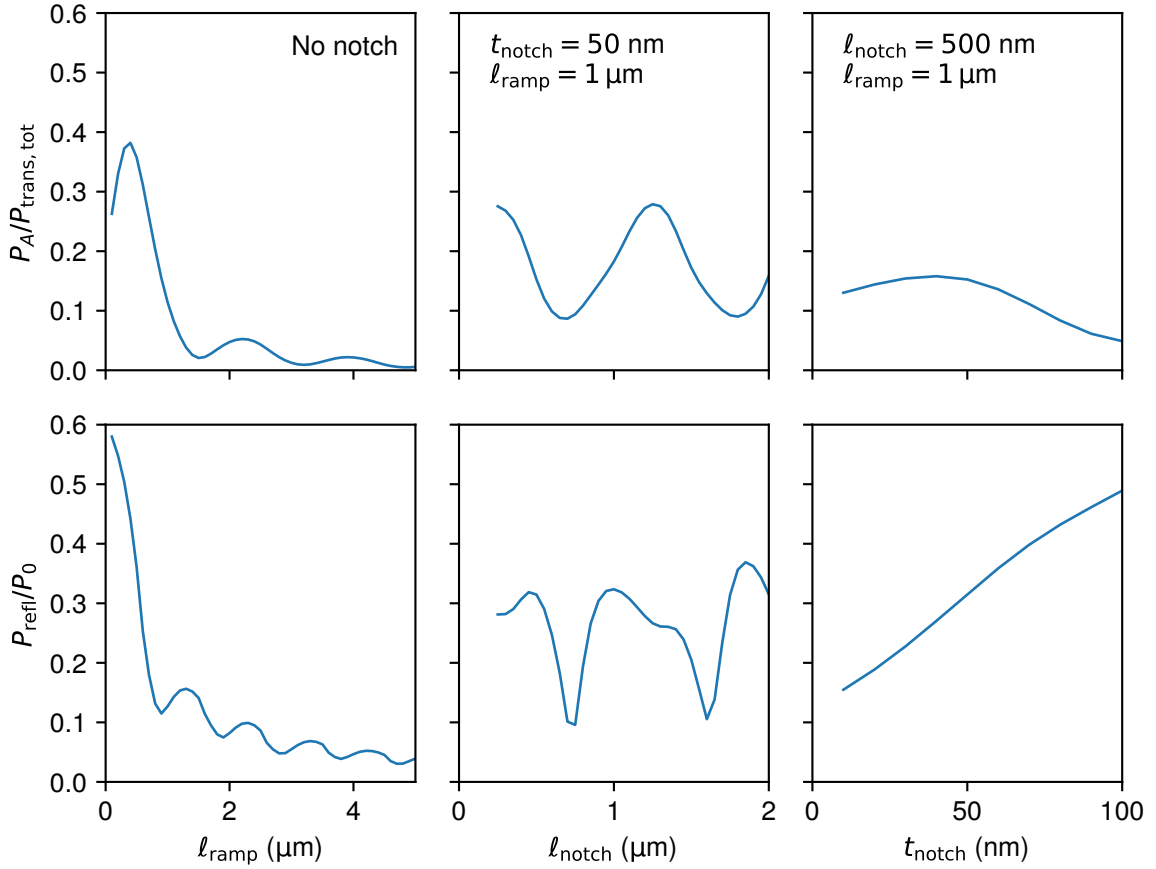 0.6
0.5
0.4
0.3
0.2
0.1
0.0
P_A/P_trans, tot
No notch
t_notch = 50 nm
ℓ_ramp = 1 μm
ℓ_notch = 500 nm
ℓ_ramp = 1 μm
0.6
0.5
0.4
0.3
0.2
0.1
0.0
P_refl/P_0
0 2 4
ℓ_ramp (μm)
0 1 2
ℓ_notch (μm)
0 50 100
t_notch (nm)